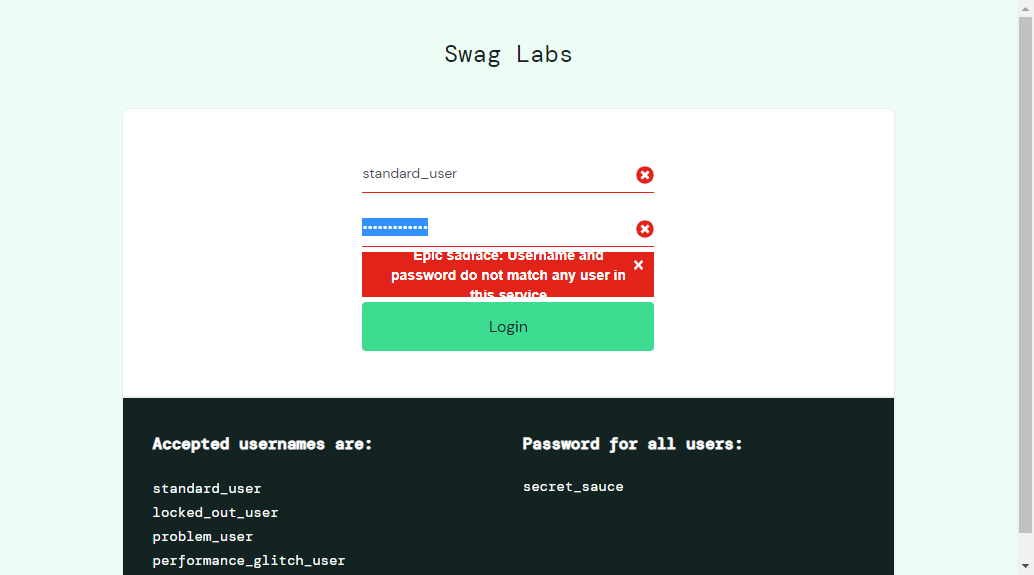 Swag Labs
standard_user
•••••••••••••
Epic sadface: Username and
password do not match any user in
this service
Login
Accepted usernames are:
standard_user
locked_out_user
problem_user
performance_glitch_user
Password for all users:
secret_sauce